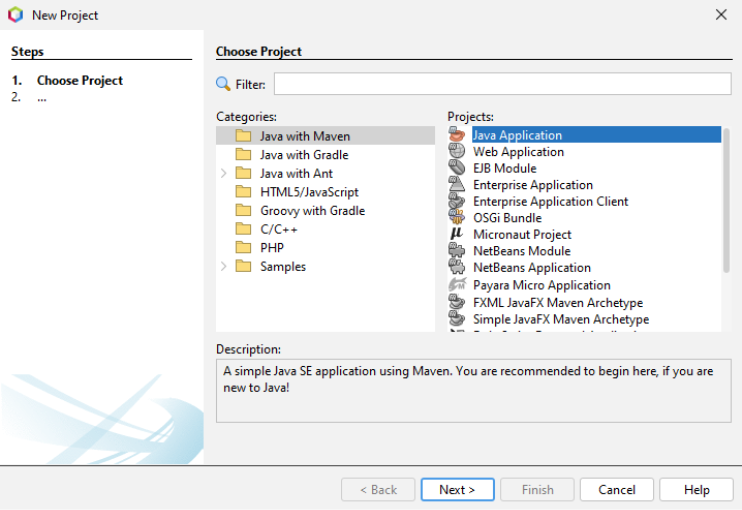 New Project
Steps
1. Choose Project
2. ...
Choose Project
Filter:
Categories:
Java with Maven
Java with Gradle
Java with Ant
HTML5/JavaScript
Groovy with Gradle
C/C++
PHP
Samples
Projects:
Java Application
Web Application
EJB Module
Enterprise Application
Enterprise Application Client
OSGi Bundle
Micronaut Project
NetBeans Module
NetBeans Application
Payara Micro Application
FXML JavaFX Maven Archetype
Simple JavaFX Maven Archetype
Description:
A simple Java SE application using Maven. You are recommended to begin here, if you are
new to Java!
< Back
Next >
Finish
Cancel
Help